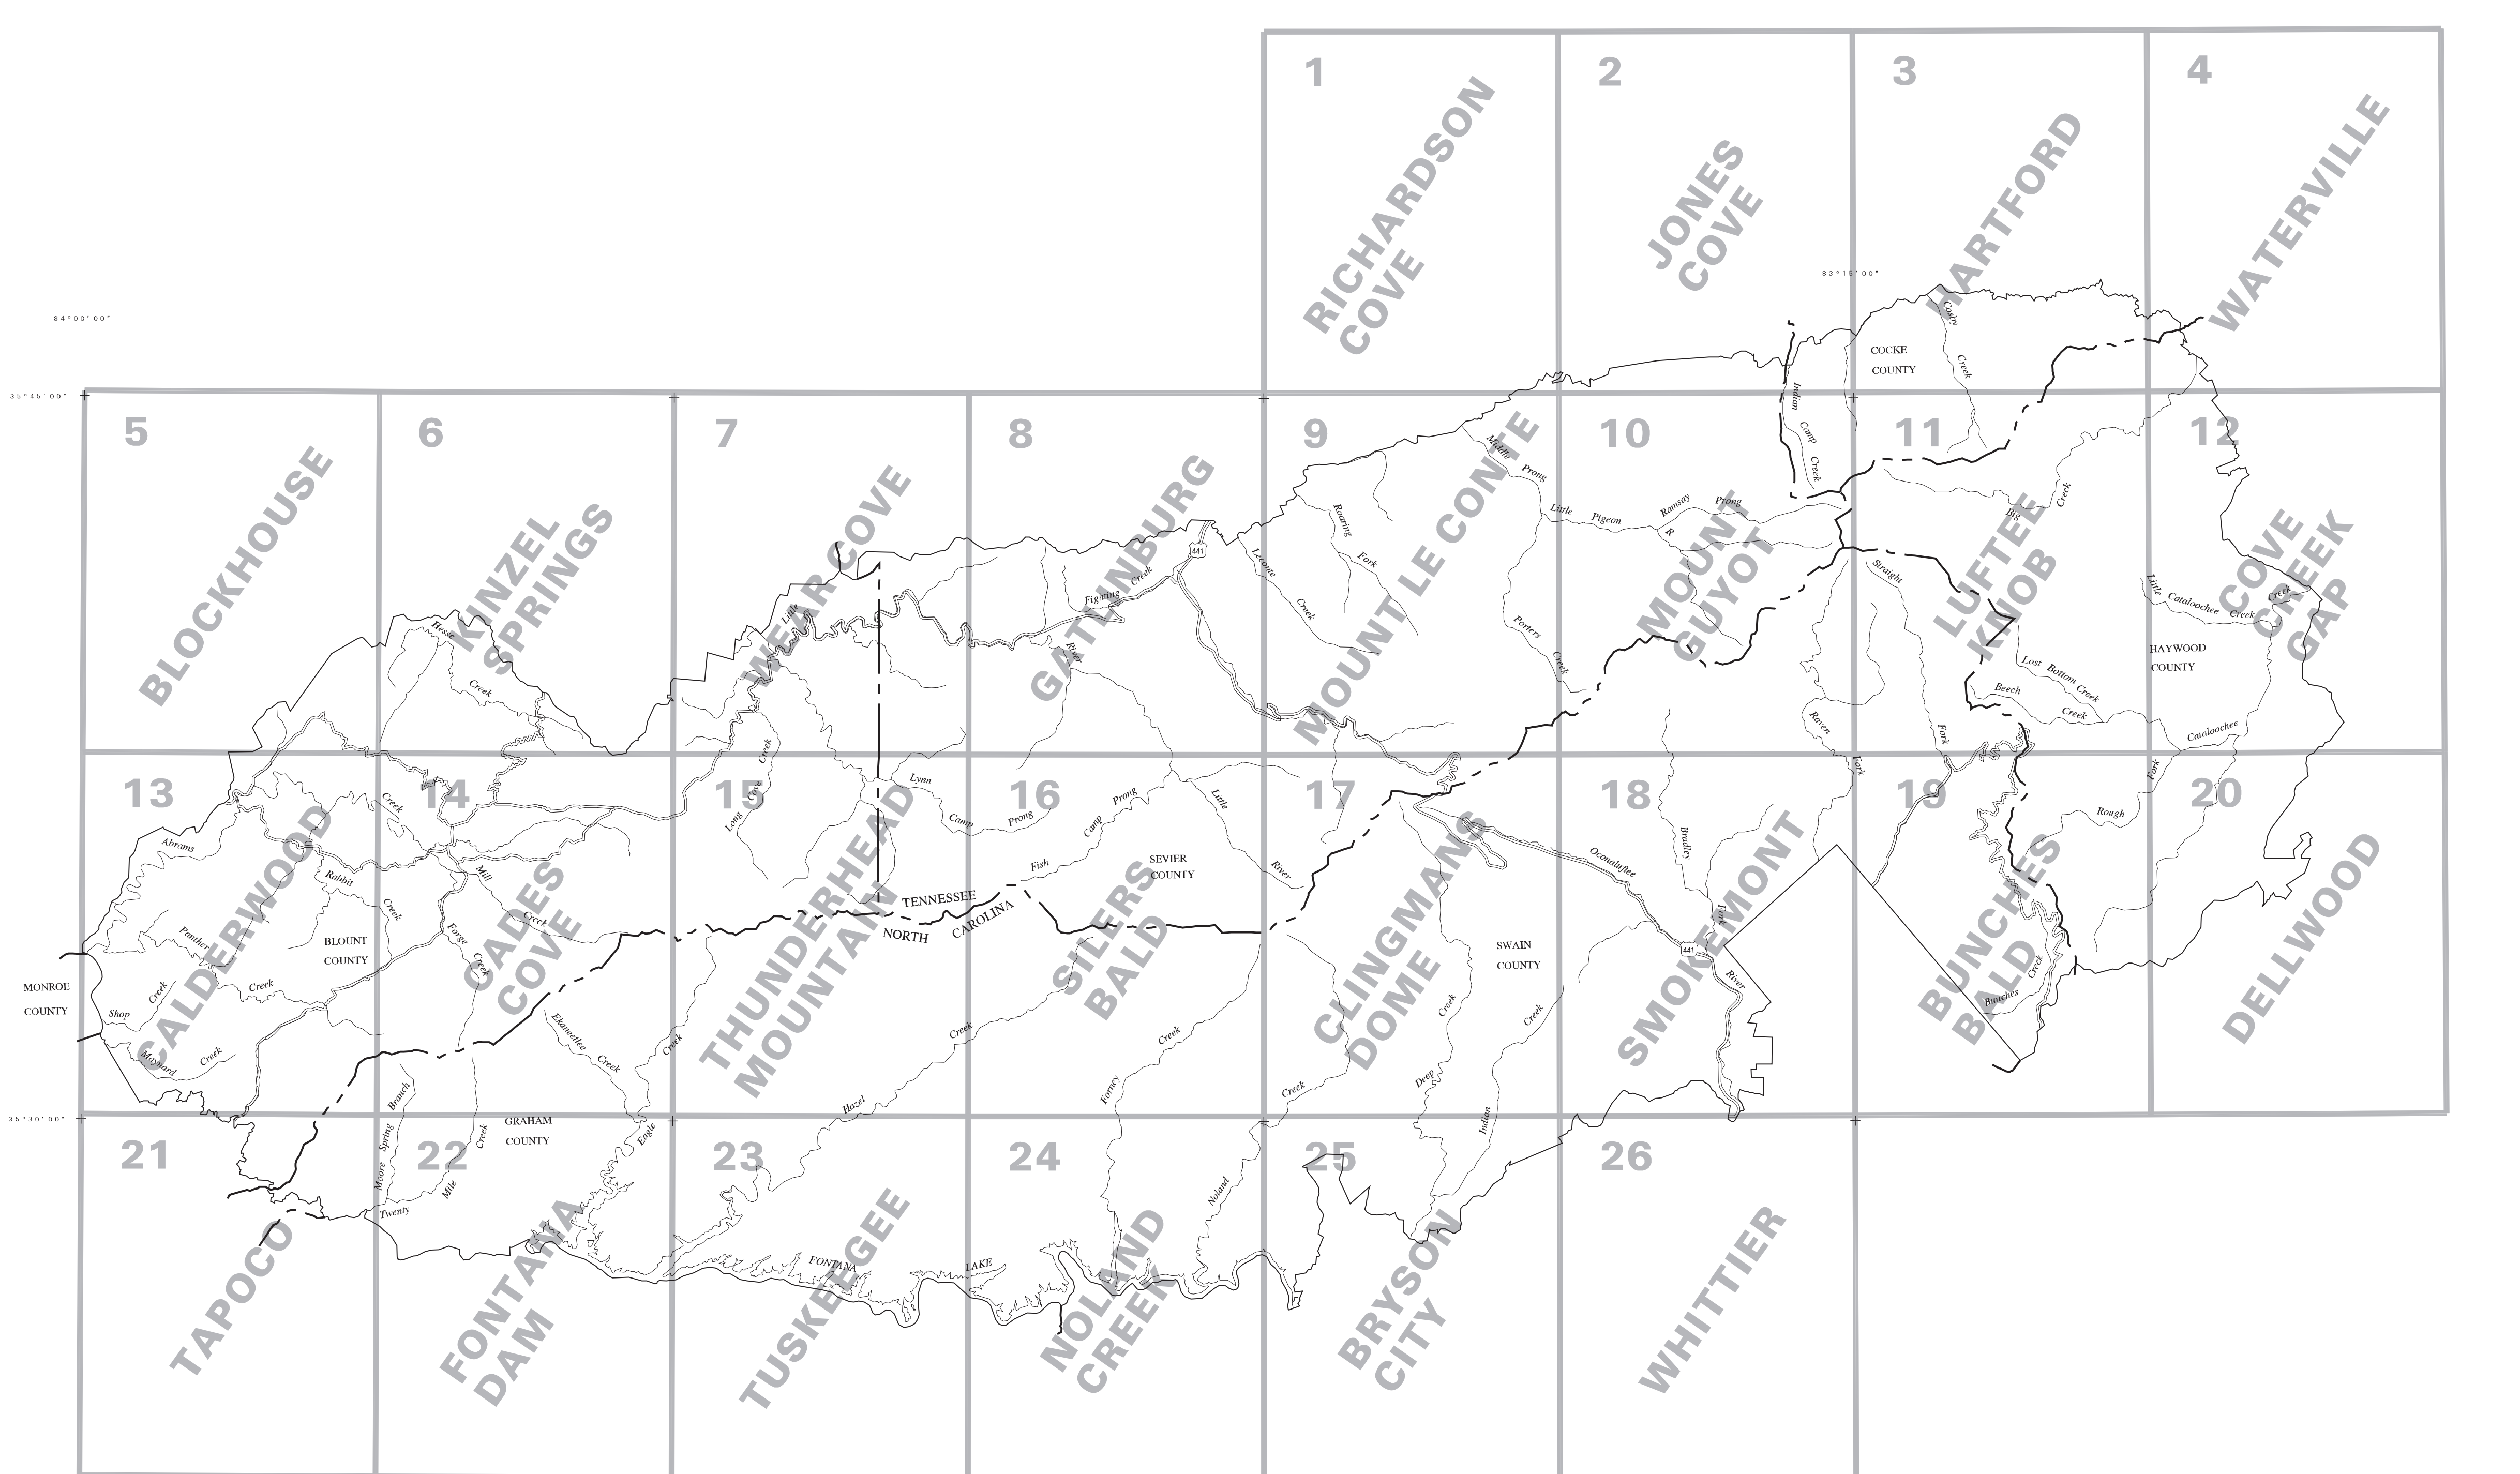 1
2
3
4
RICHARDSON
COVE
JONES
COVE
HARTFORD
WATERVILLE
83°15'00"
84°00'00"
35°45'00"
Cosby
Creek
COCKE
COUNTY
Indian
Camp
Creek
5
6
7
8
9
10
11
12
BLOCKHOUSE
KINZEL
SPRINGS
WEAR COVE
GATLINBURG
MOUNT LE CONTE
MOUNT
GUYOT
LUFTEE
KNOB
COVE
CREEK
GAP
Hesse
Creek
Little
River
Fighting
Creek
441
Leconte
Creek
Roaring
Fork
Middle
Prong
Little
Pigeon
R
Ramsay
Prong
Porters
Creek
Big
Creek
Straight
Fork
Raven
Fork
Lost Bottom
Creek
Beech
Creek
Little
Cataloochee
Creek
Creek
HAYWOOD
COUNTY
Cataloochee
13
14
15
16
17
18
19
20
CALDERWOOD
CADES
COVE
THUNDERHEAD
MOUNTAIN
SILERS
BALD
CLINGMANS
DOME
SMOKEMONT
BUNCHES
BALD
DELLWOOD
Abrams
Creek
Rabbit
Creek
Panther
Creek
Shop
Creek
Maynard
Creek
BLOUNT
COUNTY
MONROE
COUNTY
Mill
Creek
Forge
Creek
Ekaneetlee
Creek
Long
Cove
Creek
Lynn
Camp
Prong
Fish
Camp
Prong
Little
River
SEVIER
COUNTY
TENNESSEE
NORTH
CAROLINA
Creek
Hazel
Creek
Forney
Creek
Creek
Deep
Creek
Indian
Creek
SWAIN
COUNTY
Oconaluftee
River
441
Bradley
Fork
Rough
Fork
Bunches
Creek
35°30'00"
21
22
23
24
25
26
TAPOCO
FONTANA
DAM
TUSKEEGEE
NOLAND
CREEK
BRYSON
CITY
WHITTIER
Moore
Spring
Branch
Twenty
Mile
Creek
GRAHAM
COUNTY
Eagle
FONTANA
LAKE
Noland